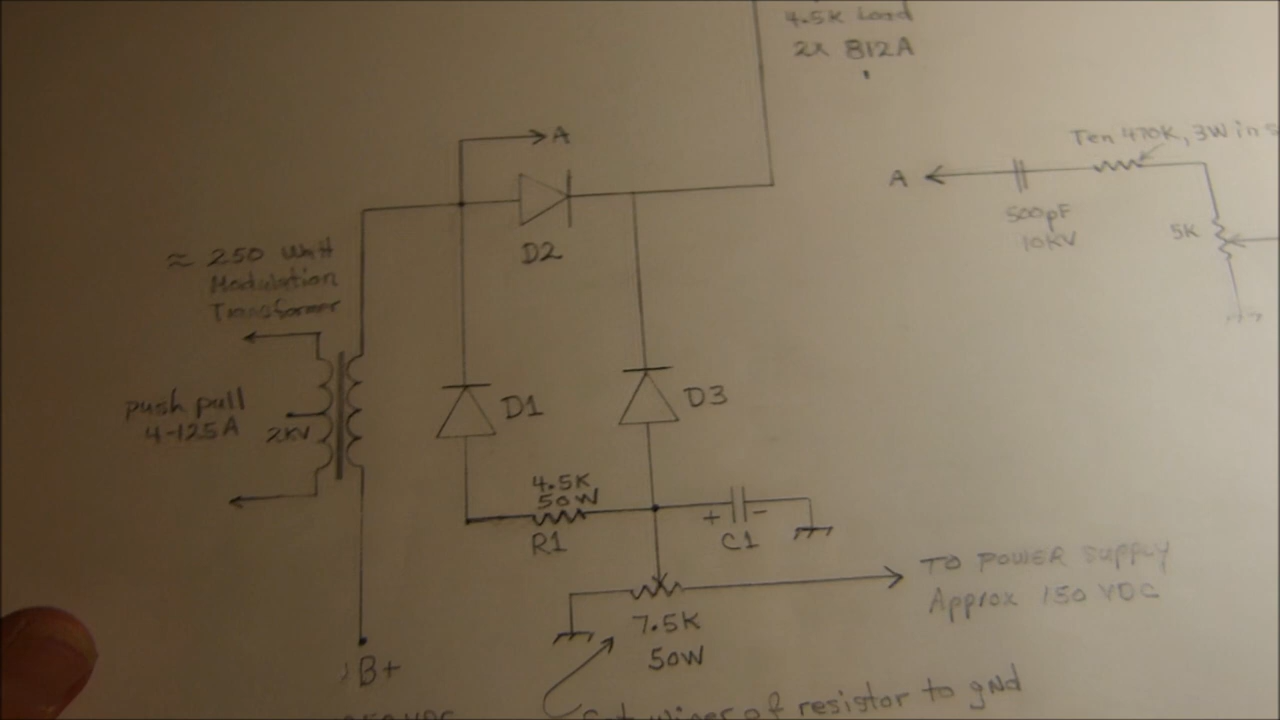 4.5K Load
2x 812A
A
Ten 470K, 3W in
A
500pF
10KV
5K
D2
≈ 250 Watt
Modulation
Transformer
push pull
4-125A
2KV
D1
D3
4.5K
50W
R1
+ -
C1
TO POWER supply
Approx 150 VDC
7.5K
50W
B+
VDC
wiper of resistor to gnd